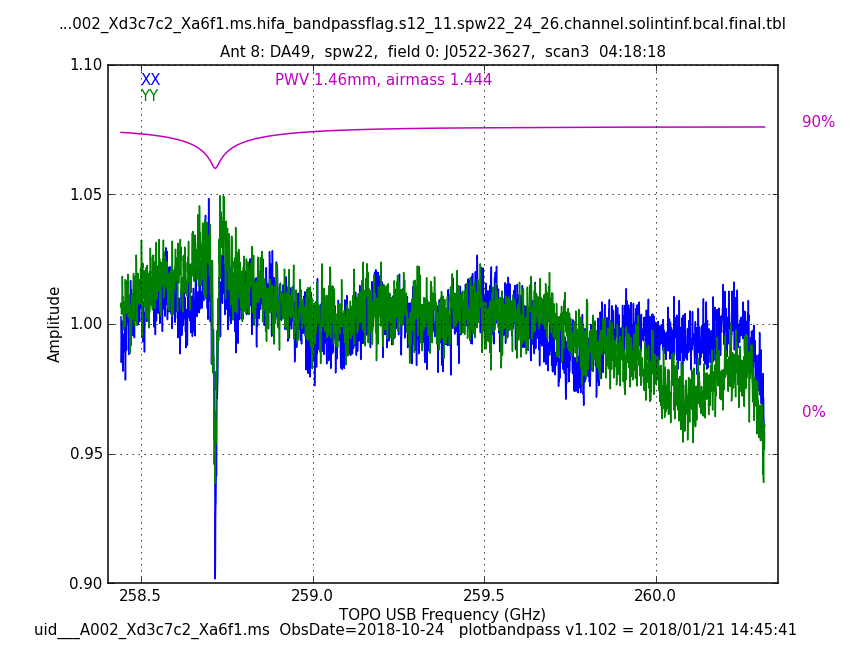 ...002_Xd3c7c2_Xa6f1.ms.hifa_bandpassflag.s12_11.spw22_24_26.channel.solintinf.bcal.final.tbl
Ant 8: DA49, spw22, field 0: J0522-3627, scan3 04:18:18
XX
YY
PWV 1.46mm, airmass 1.444
90%
0%
1.10
1.05
1.00
0.95
0.90
Amplitude
258.5 259.0 259.5 260.0
TOPO USB Frequency (GHz)
uid___A002_Xd3c7c2_Xa6f1.ms ObsDate=2018-10-24 plotbandpass v1.102 = 2018/01/21 14:45:41